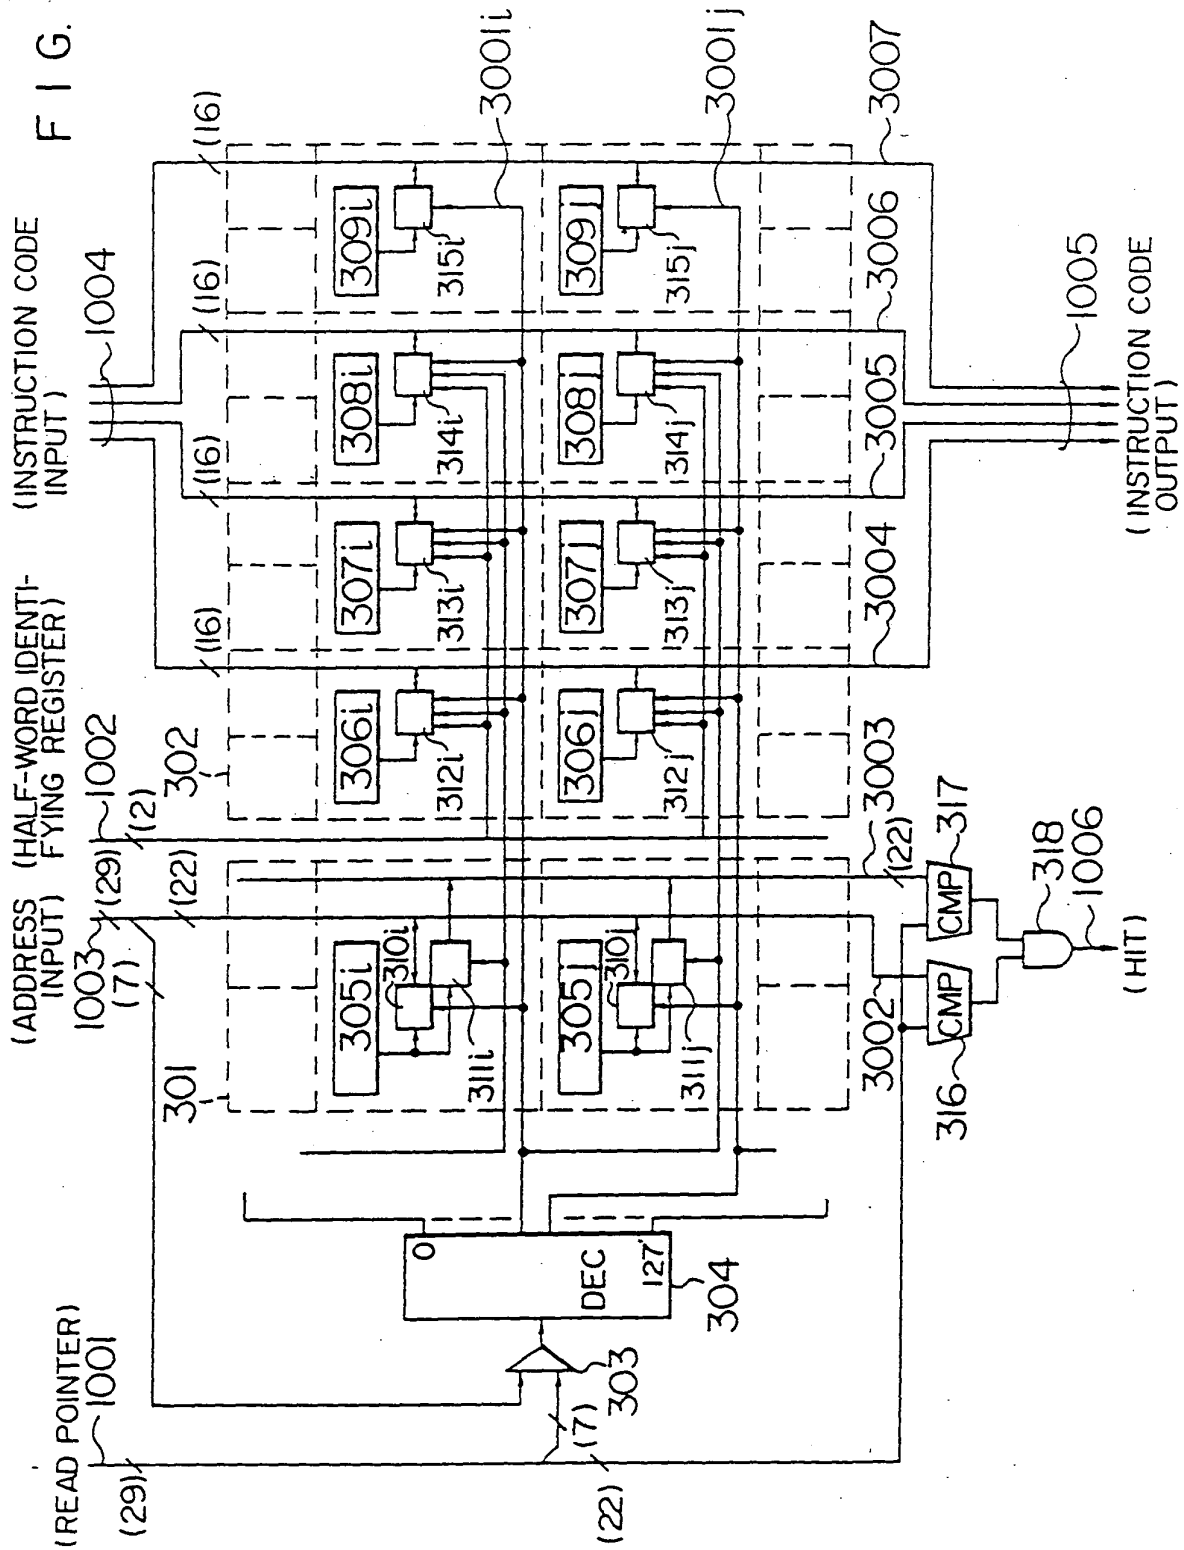 F I G.
(READ POINTER)
1001
(29)
(ADDRESS
INPUT)
1003
(29)
(7)
(22)
(HALF-WORD IDENTI-
FYING REGISTER)
1002
(2)
(INSTRUCTION CODE
INPUT)
1004
301
302
(16)
(16)
(16)
(16)
305i
306i
307i
308i
309i
310i
311i
312i
313i
314i
315i
3001i
0
DEC
127
304
303
(7)
(22)
305j
306j
307j
308j
309j
310j
311j
312j
313j
314j
315j
3001j
3002
3003
3004
3005
3006
3007
(22)
316
CMP
CMP
317
318
1006
(HIT)
1005
(INSTRUCTION CODE
OUTPUT)